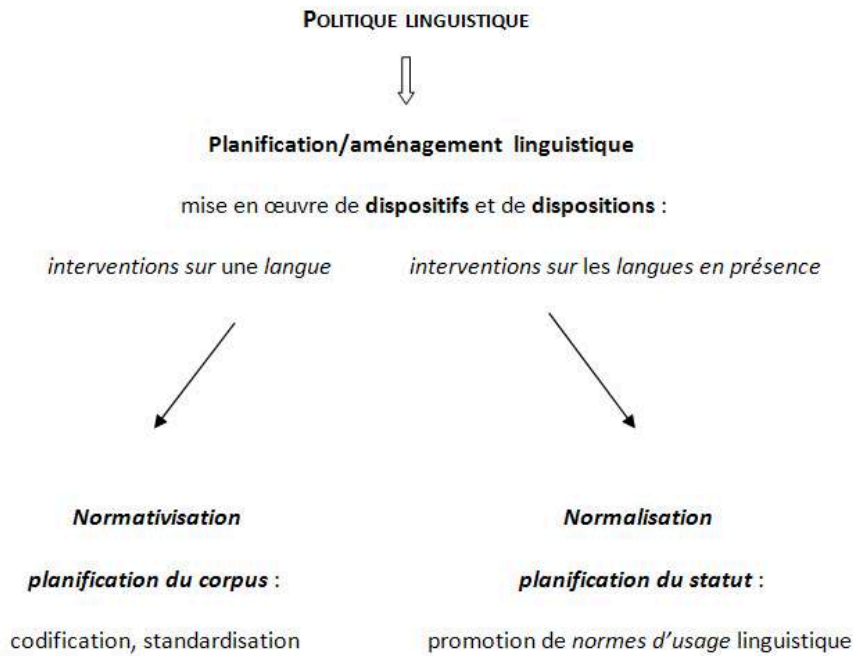 POLITIQUE LINGUISTIQUE
Planification/aménagement linguistique
mise en œuvre de dispositifs et de dispositions :
interventions sur une langue
interventions sur les langues en présence
Normativisation
planification du corpus :
codification, standardisation
Normalisation
planification du statut :
promotion de normes d’usage linguistique